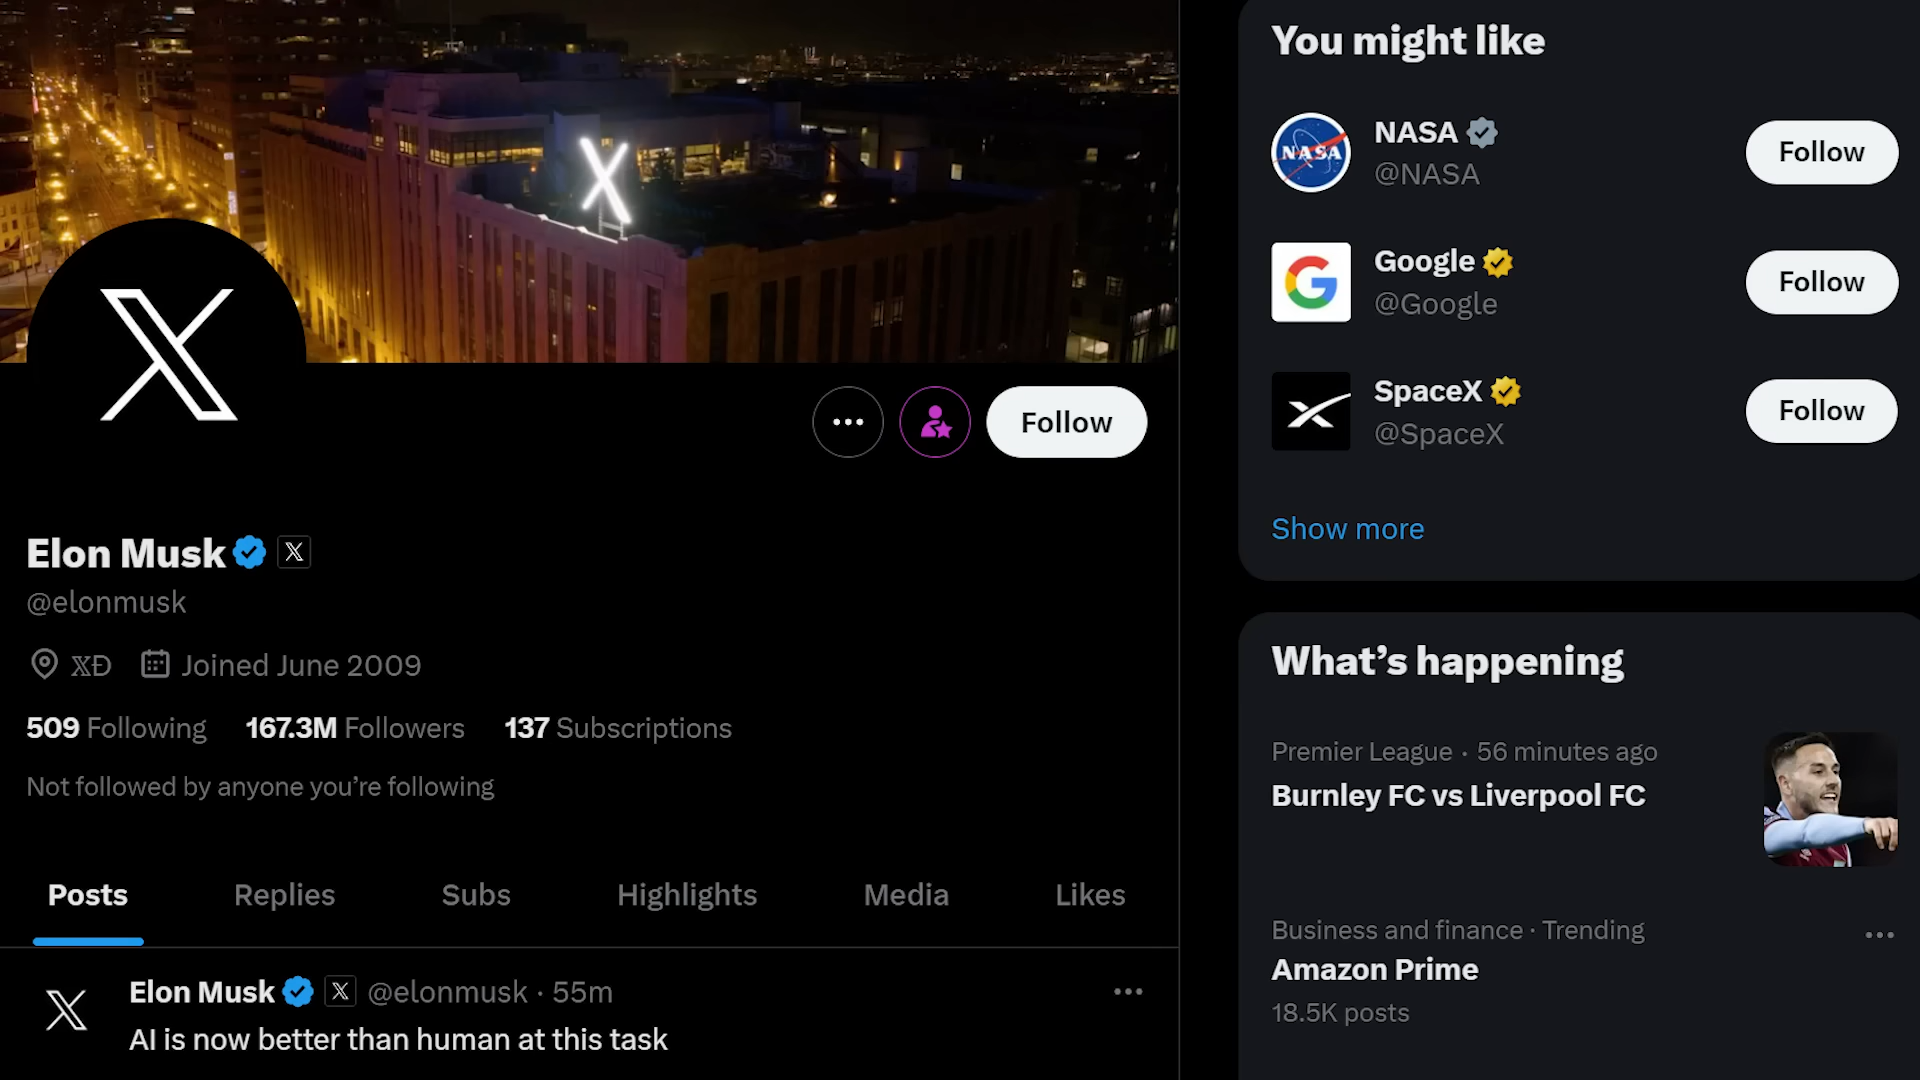 X
X
Follow
Elon Musk
X
@elonmusk
XĐ Joined June 2009
509 Following 167.3M Followers 137 Subscriptions
Not followed by anyone you’re following
Posts Replies Subs Highlights Media Likes
X
Elon Musk X @elonmusk · 55m
AI is now better than human at this task
You might like
NASA
NASA
@NASA
Follow
G
Google
@Google
Follow
SpaceX
@SpaceX
Follow
Show more
What’s happening
Premier League · 56 minutes ago
Burnley FC vs Liverpool FC
Business and finance · Trending
Amazon Prime
18.5K posts